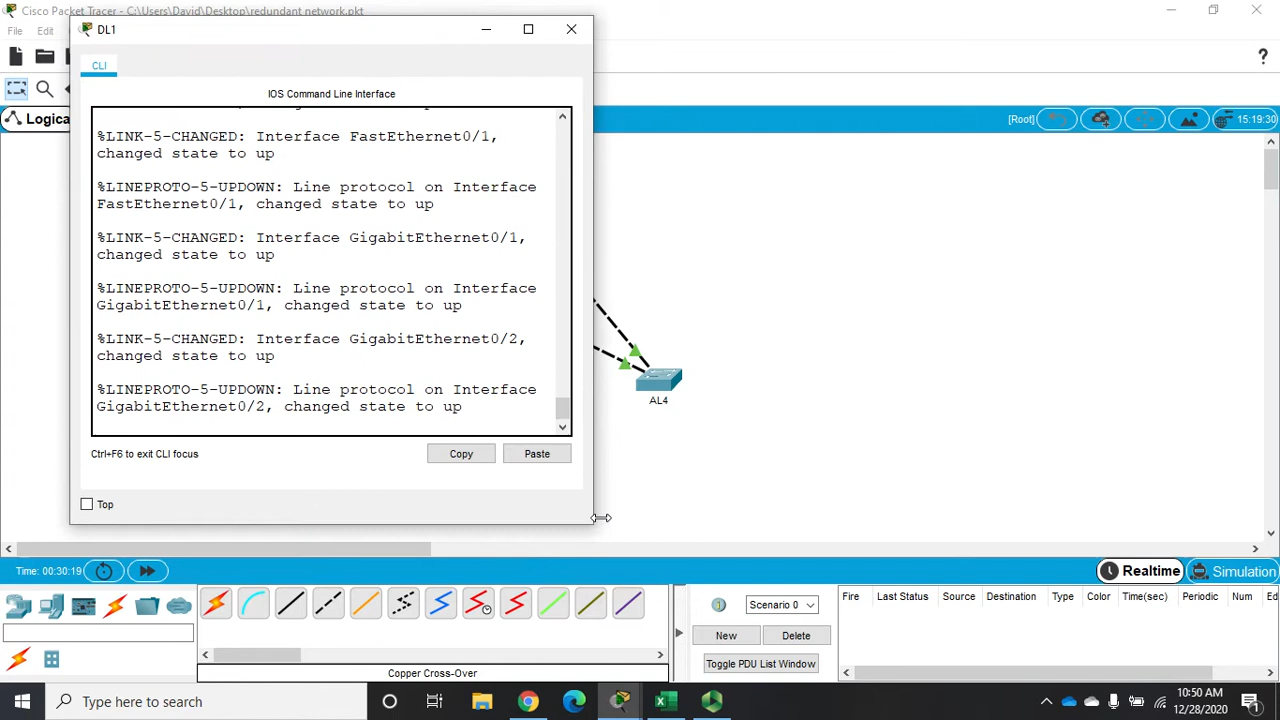 Cisco Packet Tracer - C:\Users\David\Desktop\redundant network.pkt
File Edit
DL1
CLI
IOS Command Line Interface
%LINK-5-CHANGED: Interface FastEthernet0/1,
changed state to up
%LINEPROTO-5-UPDOWN: Line protocol on Interface
FastEthernet0/1, changed state to up
%LINK-5-CHANGED: Interface GigabitEthernet0/1,
changed state to up
%LINEPROTO-5-UPDOWN: Line protocol on Interface
GigabitEthernet0/1, changed state to up
%LINK-5-CHANGED: Interface GigabitEthernet0/2,
changed state to up
%LINEPROTO-5-UPDOWN: Line protocol on Interface
GigabitEthernet0/2, changed state to up
Ctrl+F6 to exit CLI focus
Copy
Paste
Top
Logica
[Root]
15:19:30
AL4
Time: 00:30:19
Realtime
Simulation
Scenario 0
New
Delete
Toggle PDU List Window
Fire Last Status Source Destination Type Color Time(sec) Periodic Num Ed
Copper Cross-Over
Type here to search
10:50 AM
12/28/2020
1